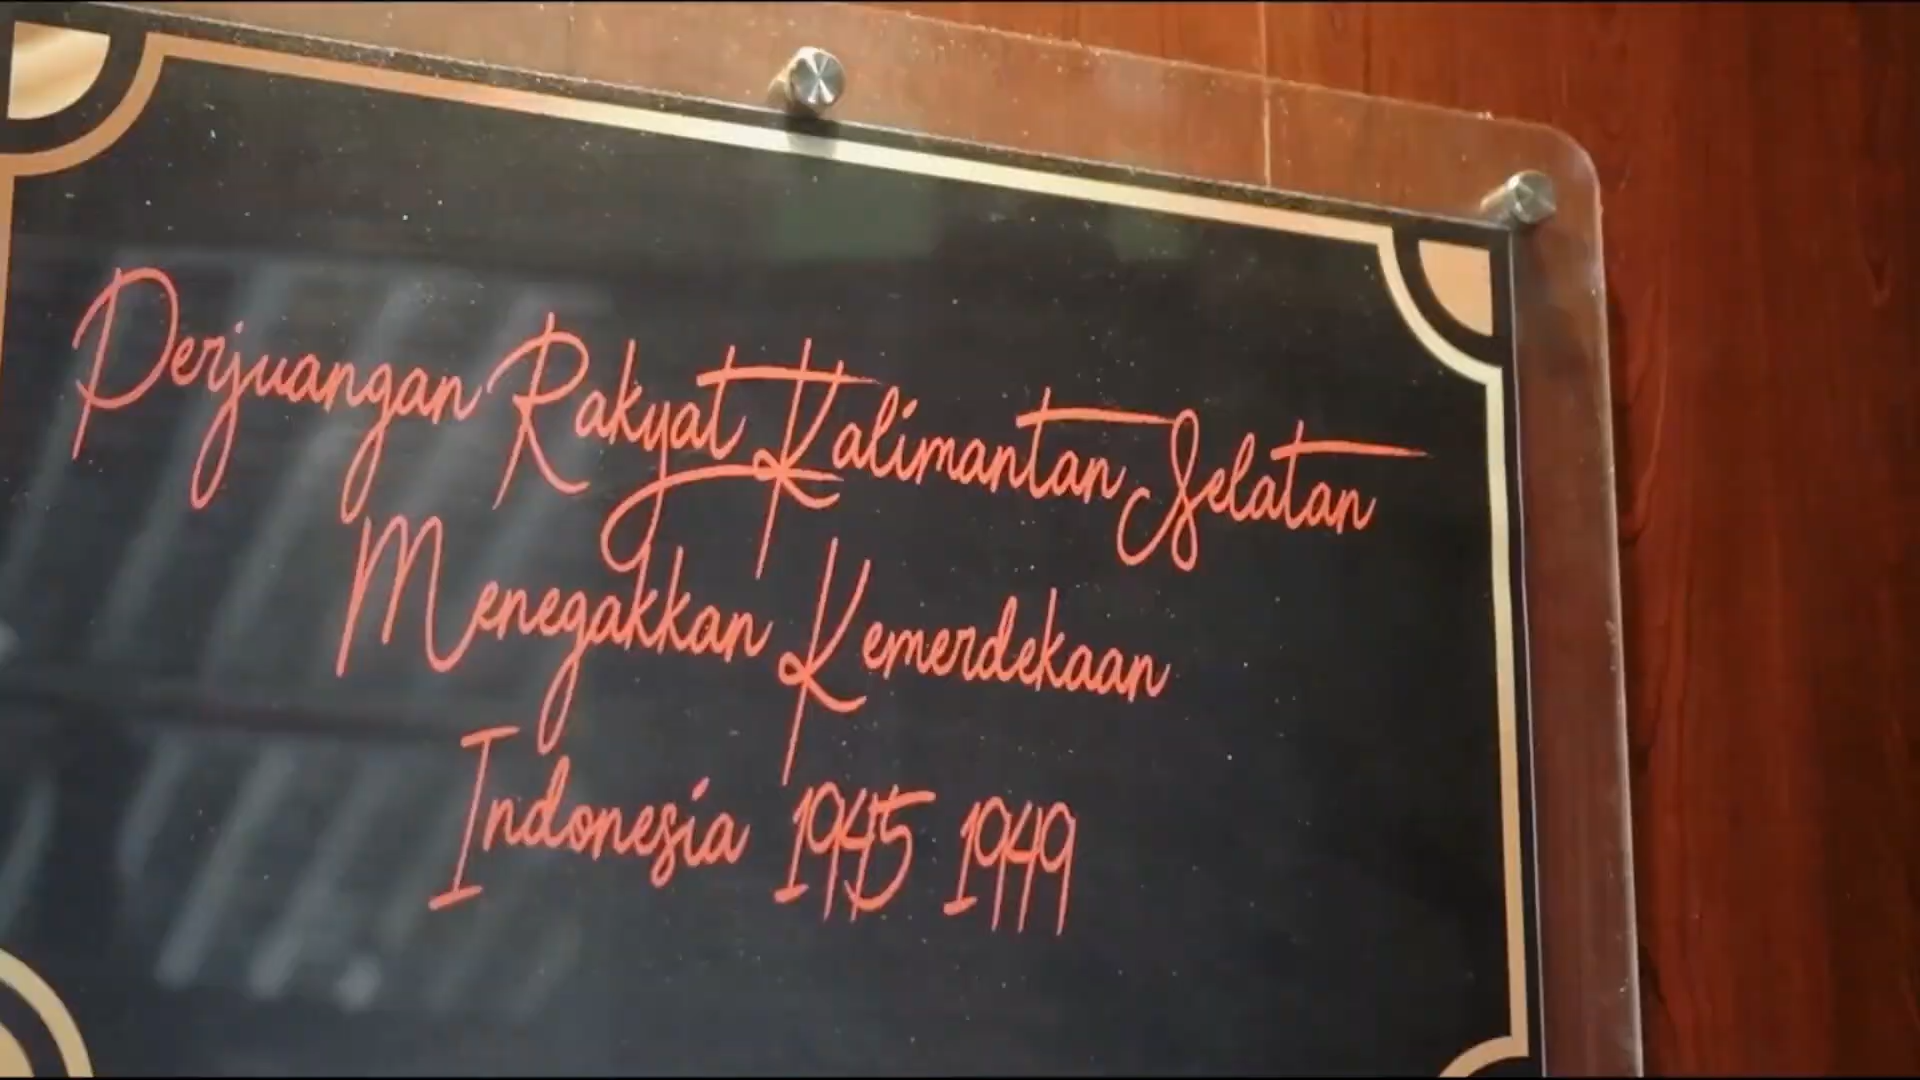 Perjuangan Rakyat Kalimantan Selatan
Menegakkan Kemerdekaan
Indonesia 1945 1949